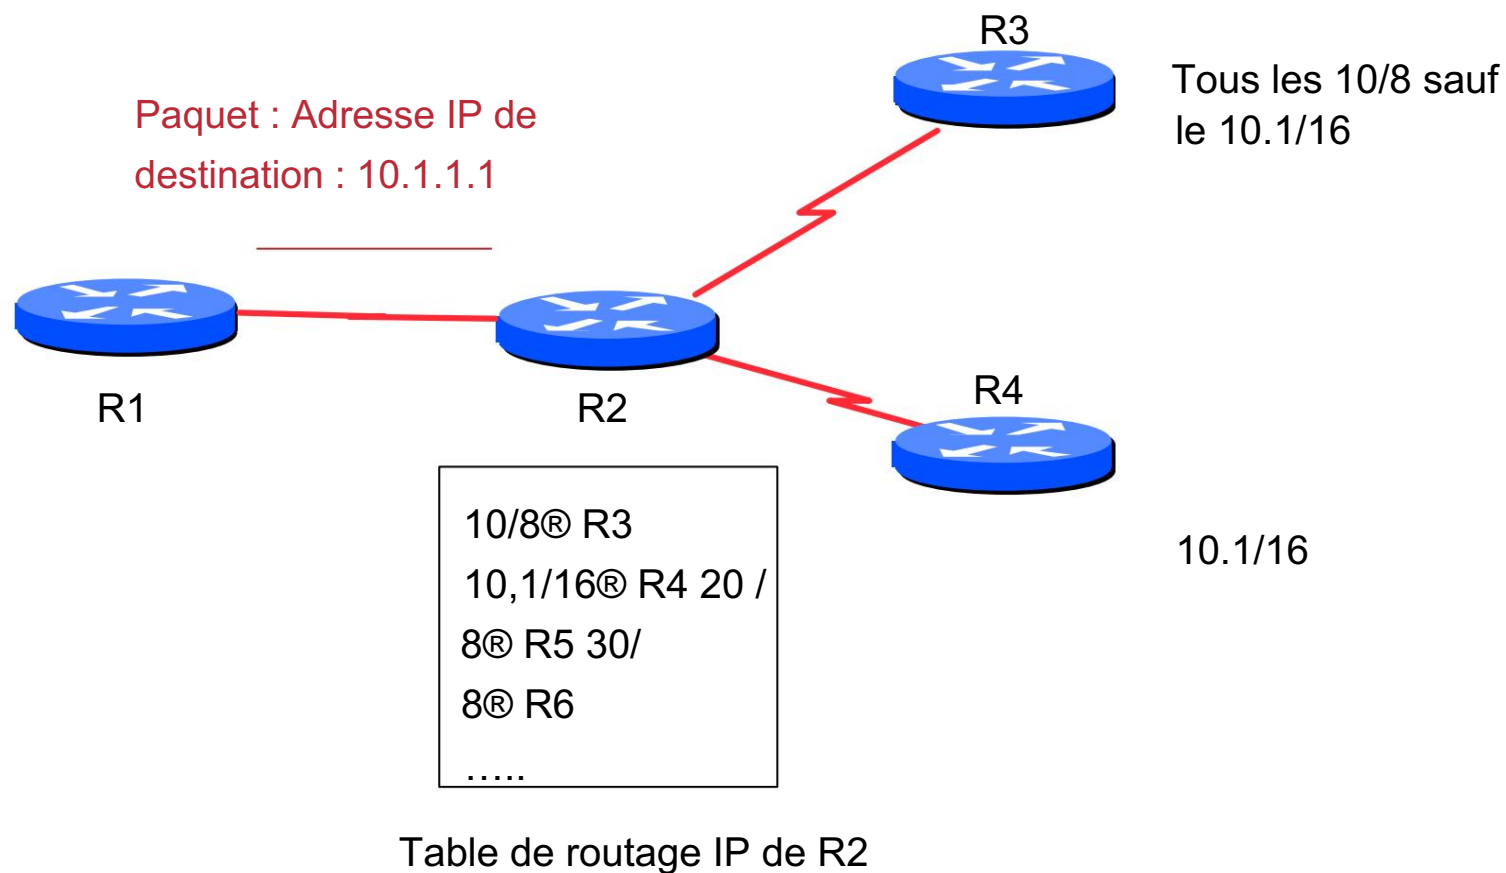 R3
Tous les 10/8 sauf
le 10.1/16
Paquet : Adresse IP de
destination : 10.1.1.1
R1
R2
R4
10/8® R3
10,1/16® R4 20 /
8® R5 30/
8® R6
…..
10.1/16
Table de routage IP de R2